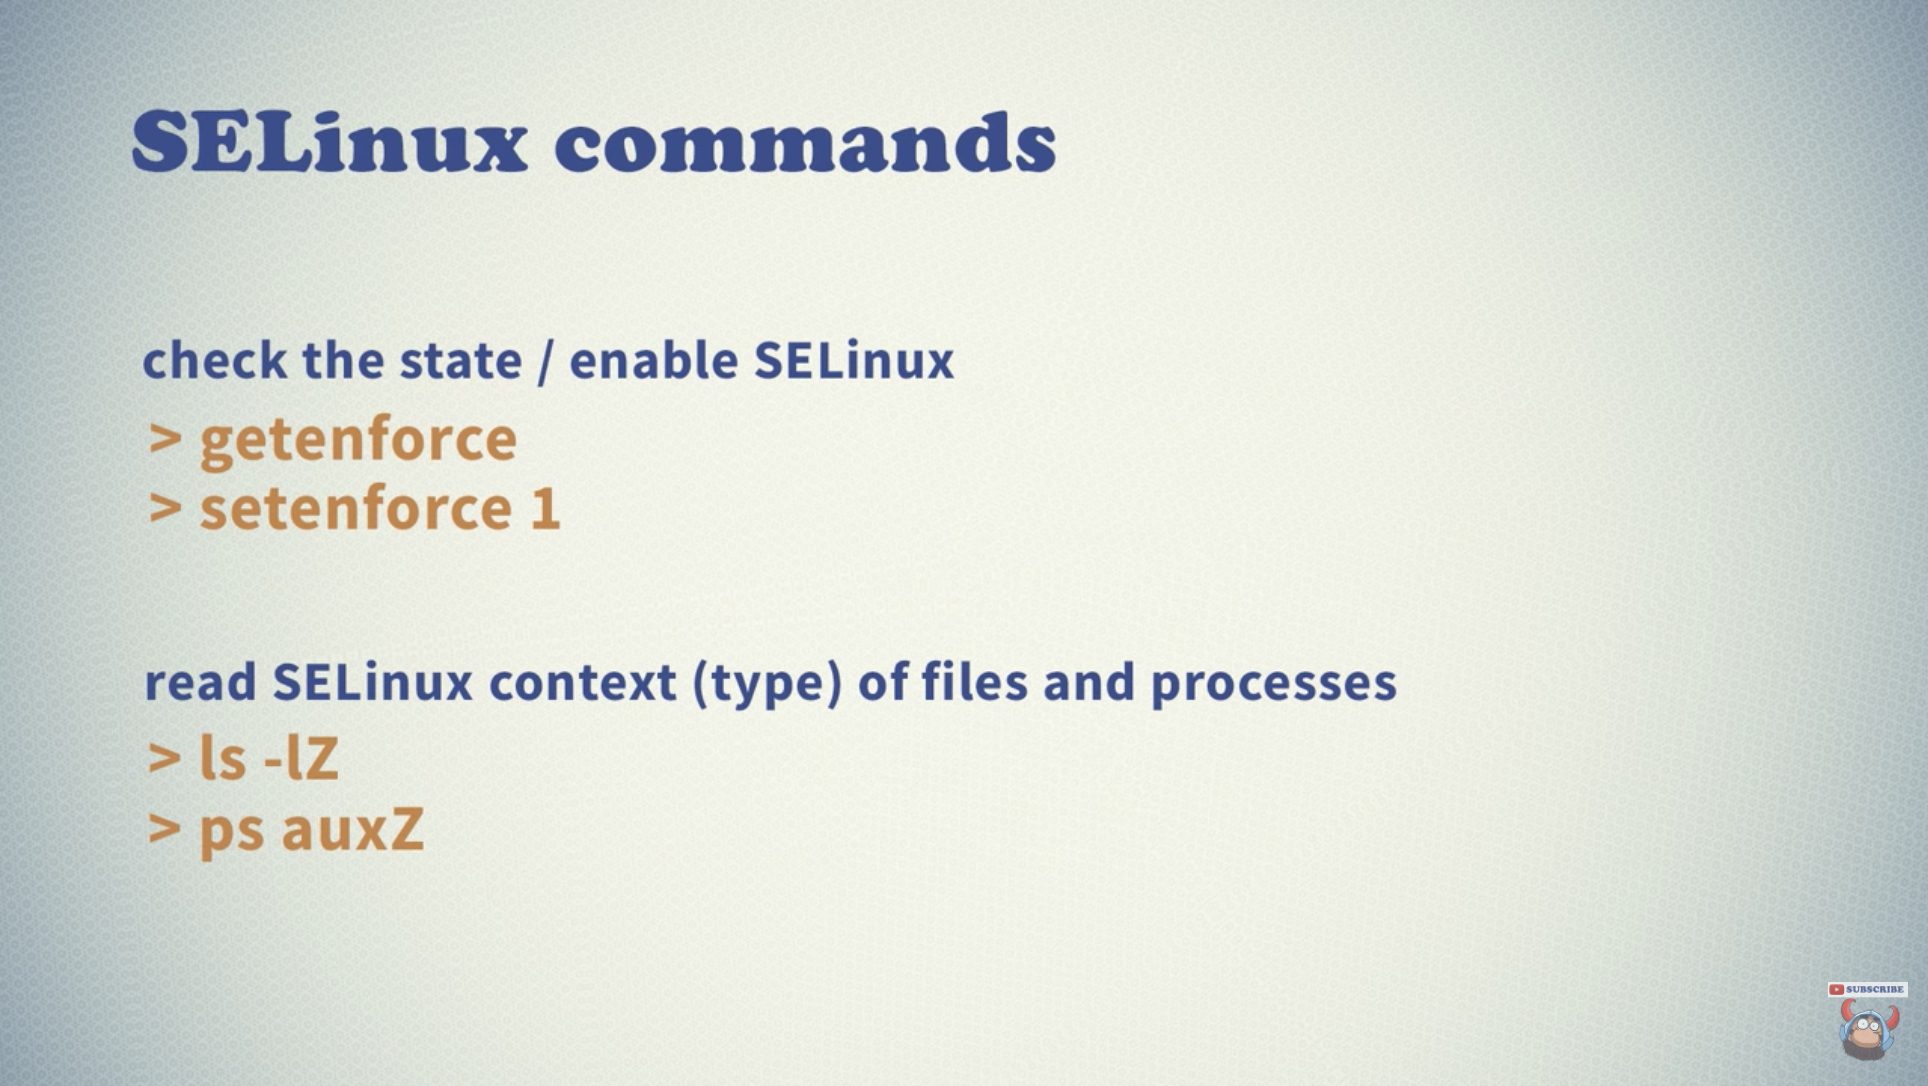 SELinux commands
check the state / enable SELinux
> getenforce
> setenforce 1
read SELinux context (type) of files and processes
> ls -lZ
> ps auxZ
SUBSCRIBE